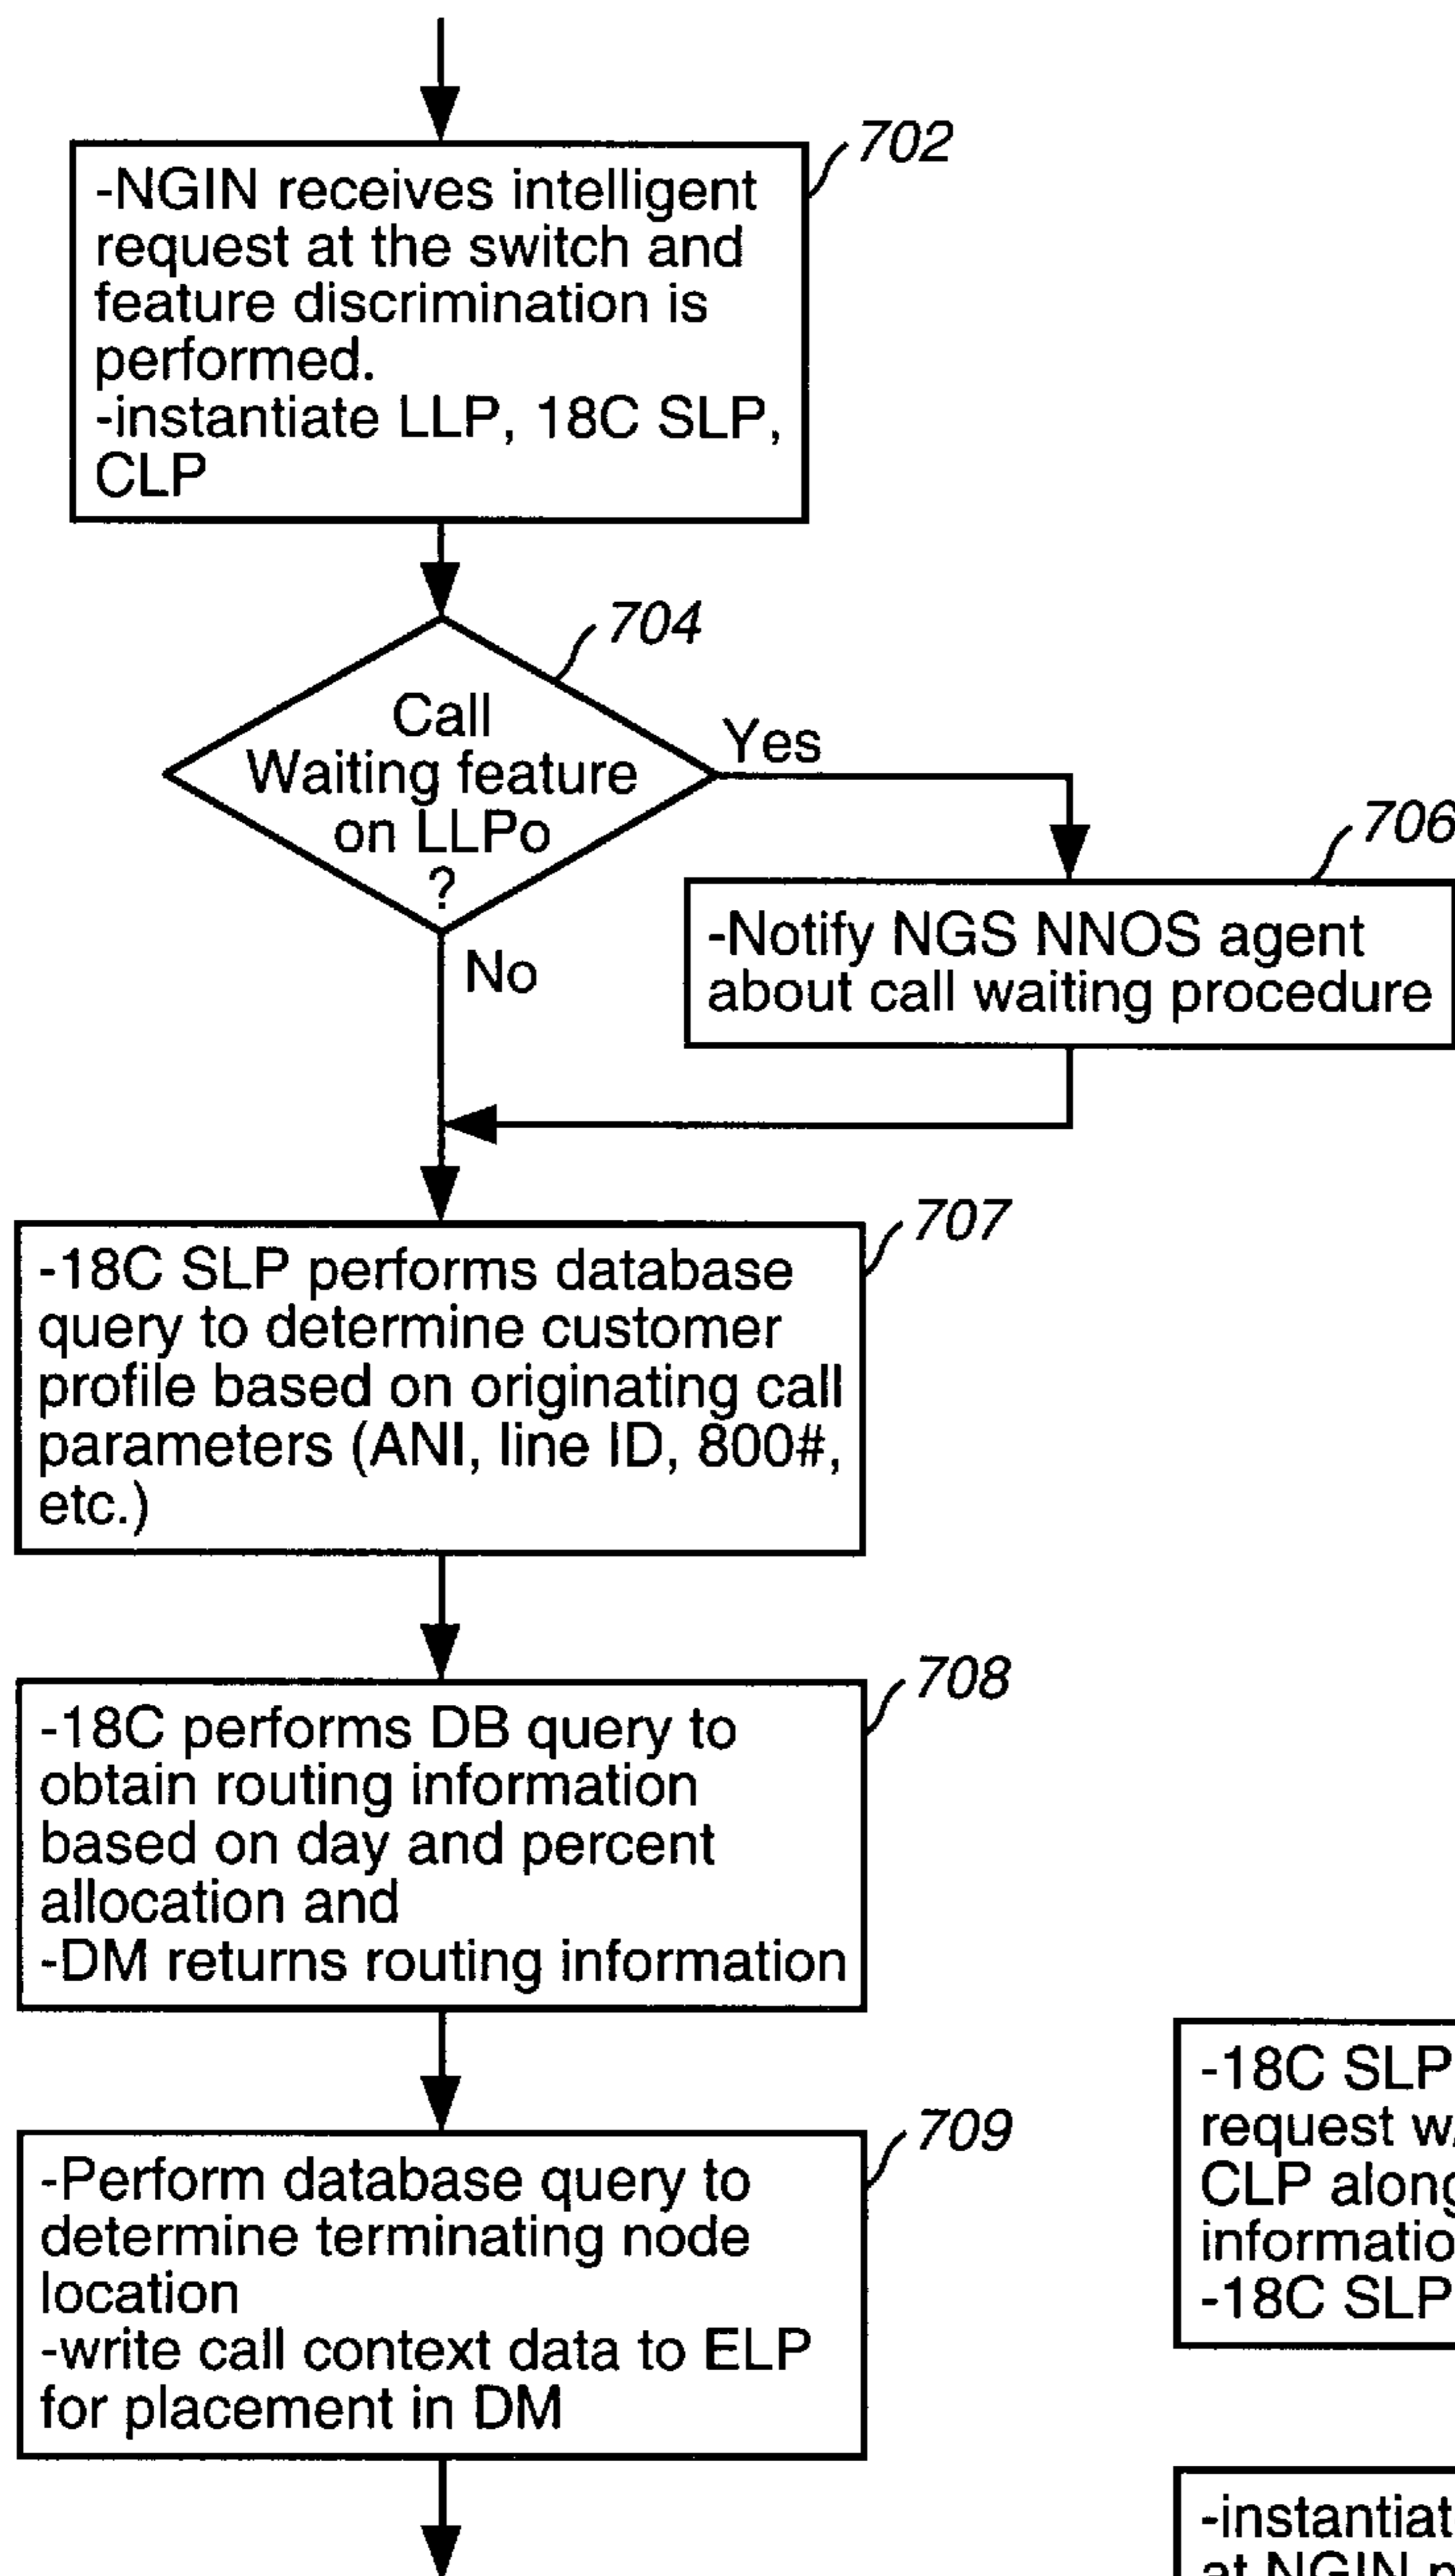 702
-NGIN receives intelligent
request at the switch and
feature discrimination is
performed.
-instantiate LLP, 18C SLP,
CLP
704
Call
Waiting feature
on LLPo
?
Yes
No
706
-Notify NGS NNOS agent
about call waiting procedure
707
-18C SLP performs database
query to determine customer
profile based on originating call
parameters (ANI, line ID, 800#,
etc.)
708
-18C performs DB query to
obtain routing information
based on day and percent
allocation and
-DM returns routing information
709
-Perform database query to
determine terminating node
location
-write call context data to ELP
for placement in DM
-18C SLP
request
CLP
-18C SLP
at NGIN